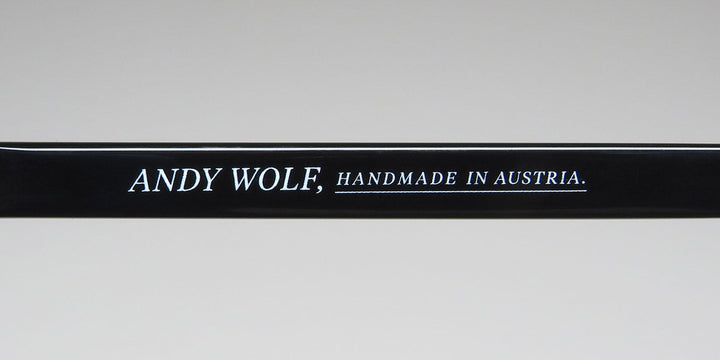 ANDY WOLF, HANDMADE IN AUSTRIA.